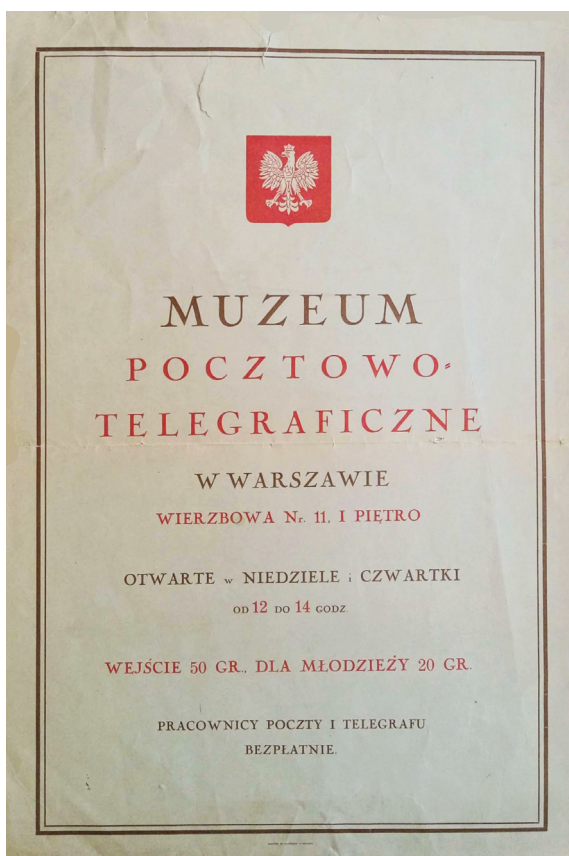 MUZEUM
POCZTOWO-
TELEGRAFICZNE
W WARSZAWIE
WIERZBOWA Nr. 11, I PIĘTRO
OTWARTE w NIEDZIELE i CZWARTKI
OD 12 DO 14 GODZ.
WEJŚCIE 50 GR., DLA MŁODZIEŻY 20 GR.
PRACOWNICY POCZTY I TELEGRAFU
BEZPŁATNIE.